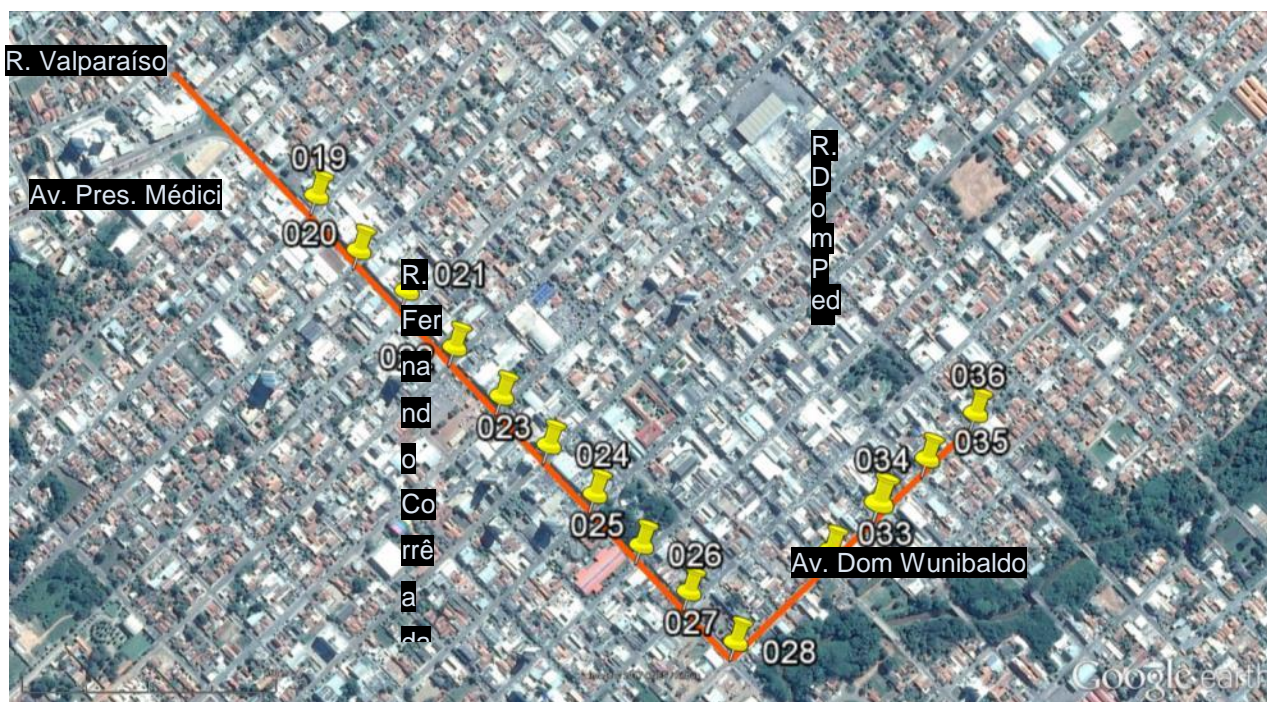 R. Valparaíso
R.
D
o
m
P
ed
019
Av. Pres. Médici
020
R.
Fer
na
nd
o
Co
rrê
a
da
021
036
023
024
034
035
025
033
026
Av. Dom Wunibaldo
027
028
Google earth